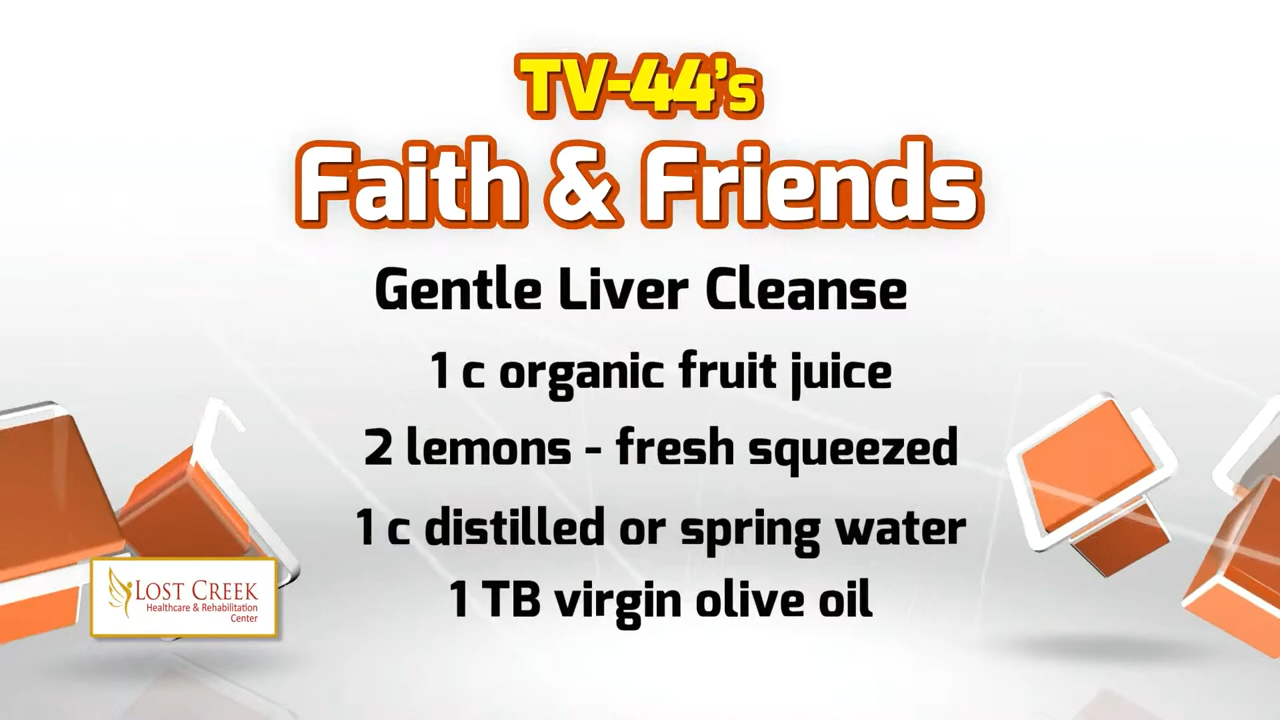 TV-44's
Faith & Friends
Gentle Liver Cleanse
1 c organic fruit juice
2 lemons - fresh squeezed
1 c distilled or spring water
1 TB virgin olive oil
LOST CREEK
Healthcare & Rehabilitation
Center